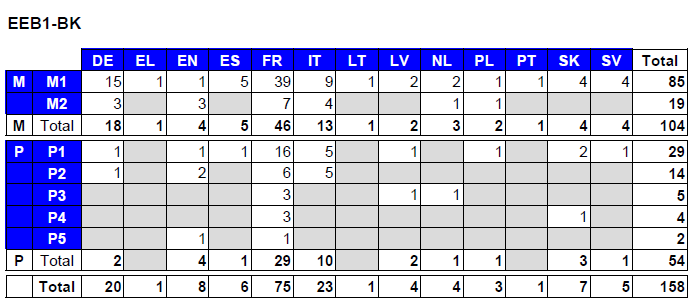 EEB1-BK
DE EL EN ES FR IT LT LV NL PL PT SK SV Total
M M1 15 1 1 5 39 9 1 2 2 1 1 4 4 85
M2 3 3 7 4 1 1 19
M Total 18 1 4 5 46 13 1 2 3 2 1 4 4 104
P P1 1 1 1 16 5 1 1 2 1 29
P2 1 2 6 5 14
P3 3 1 1 5
P4 3 1 4
P5 1 1 2
P Total 2 4 1 29 10 2 1 1 3 1 54
Total 20 1 8 6 75 23 1 4 4 3 1 7 5 158